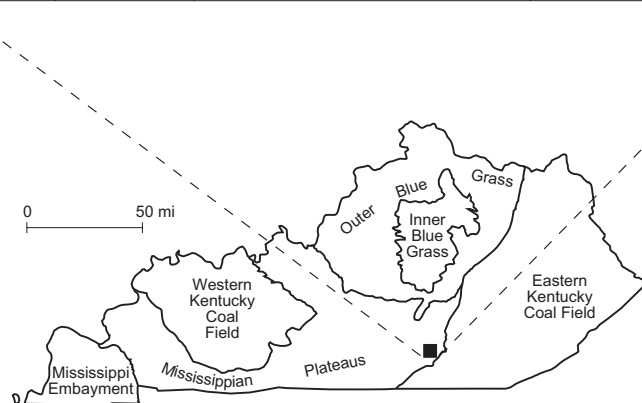 Outer Blue Grass
0 50 mi
Inner
Blue
Grass
Western
Kentucky
Coal
Field
Eastern
Kentucky
Coal Field
Mississippian Plateaus
Mississippi
Embayment